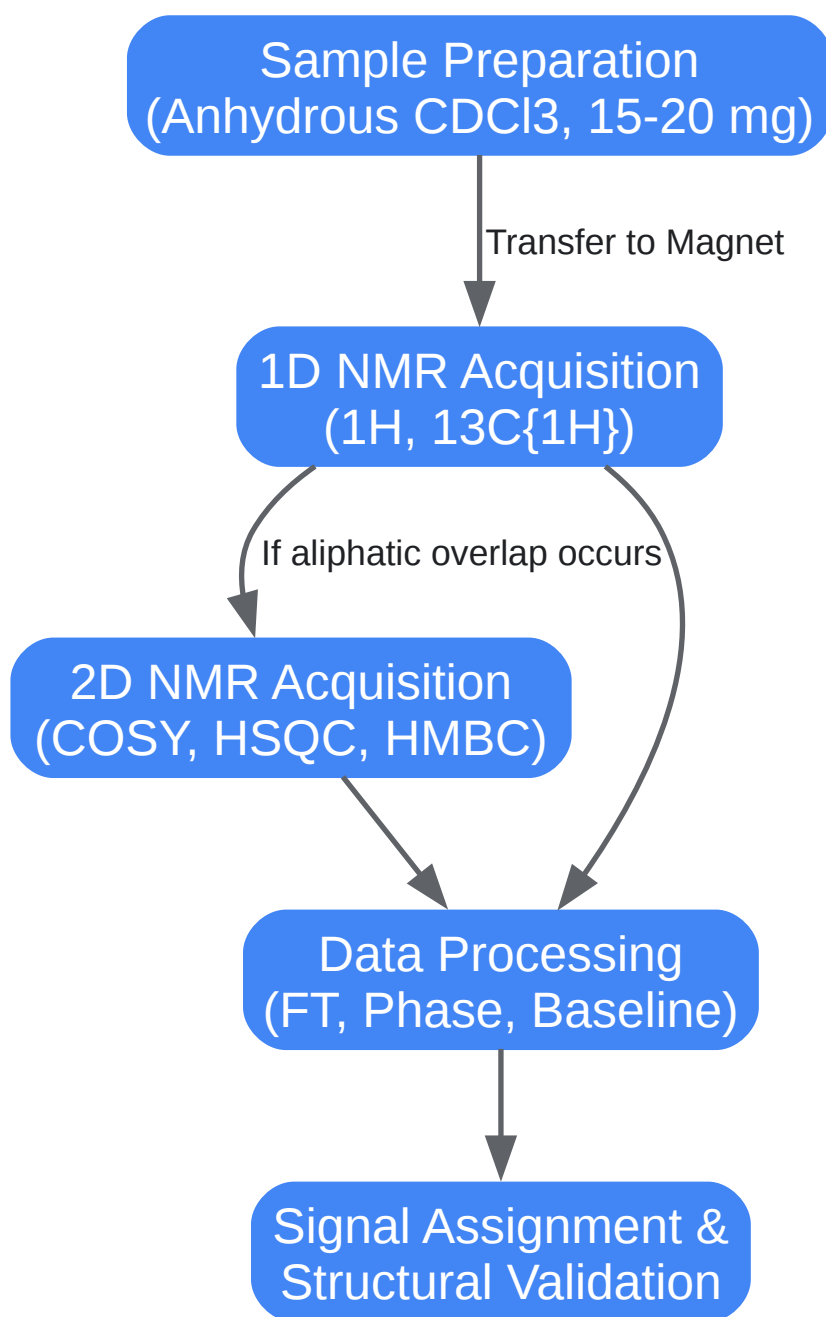 Sample Preparation
(Anhydrous CDCl3, 15-20 mg)
Transfer to Magnet
1D NMR Acquisition
(1H, 13C{1H})
If aliphatic overlap occurs
2D NMR Acquisition
(COSY, HSQC, HMBC)
Data Processing
(FT, Phase, Baseline)
Signal Assignment &
Structural Validation